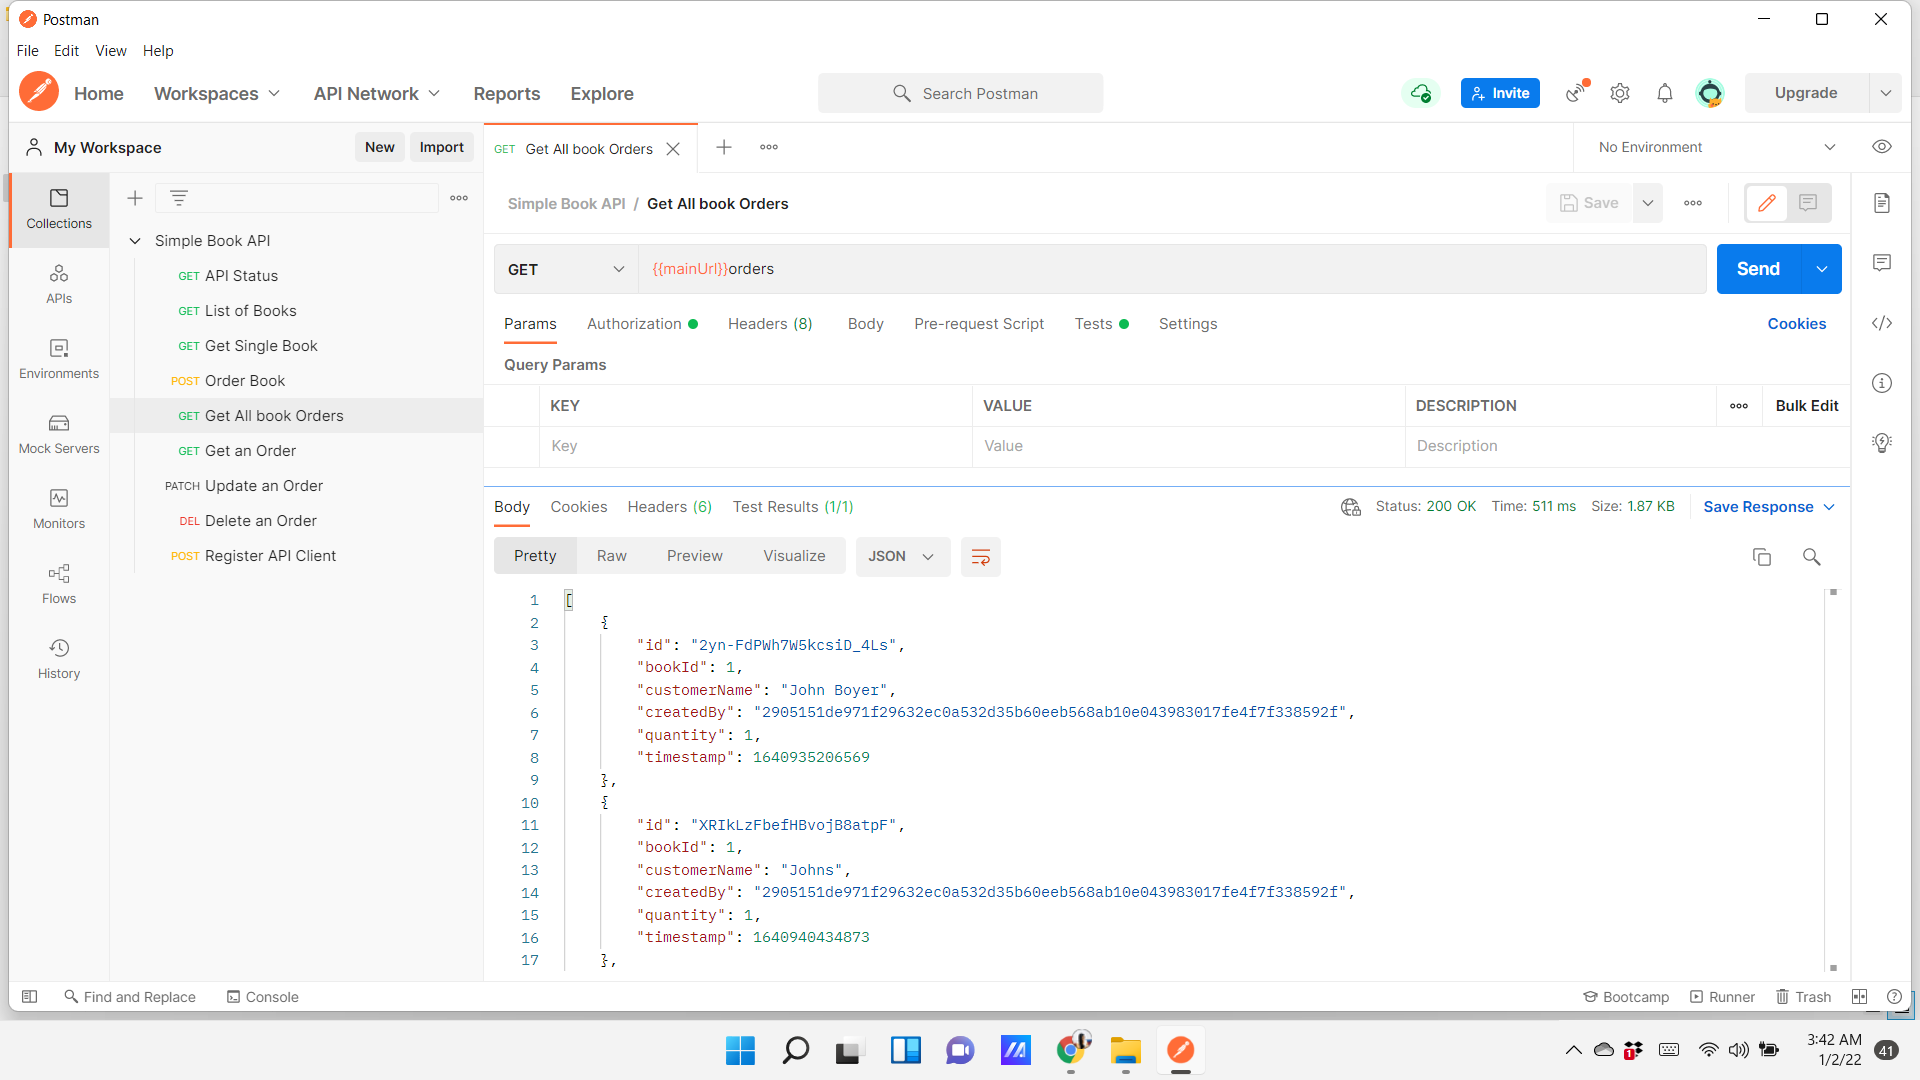 Postman
File Edit View Help
Home Workspaces API Network Reports Explore Search Postman Invite Upgrade
My Workspace New Import GET Get All book Orders No Environment
Collections
APIs
Environments
Mock Servers
Monitors
Flows
History
Simple Book API
GET API Status
GET List of Books
GET Get Single Book
POST Order Book
GET Get All book Orders
GET Get an Order
PATCH Update an Order
DEL Delete an Order
POST Register API Client
Simple Book API / Get All book Orders Save
GET {{mainUrl}}orders Send
Params Authorization Headers (8) Body Pre-request Script Tests Settings Cookies
Query Params
KEY VALUE DESCRIPTION Bulk Edit
Key Value Description
Body Cookies Headers (6) Test Results (1/1) Status: 200 OK Time: 511 ms Size: 1.87 KB Save Response
Pretty Raw Preview Visualize JSON
1 [
2 {
3 "id": "2yn-FdPWh7W5kcsiD_4Ls",
4 "bookId": 1,
5 "customerName": "John Boyer",
6 "createdBy": "2905151de971f29632ec0a532d35b60eeb568ab10e043983017fe4f7f338592f",
7 "quantity": 1,
8 "timestamp": 1640935206569
9 },
10 {
11 "id": "XRIkLzFbefHBvojB8atpF",
12 "bookId": 1,
13 "customerName": "Johns",
14 "createdBy": "2905151de971f29632ec0a532d35b60eeb568ab10e043983017fe4f7f338592f",
15 "quantity": 1,
16 "timestamp": 1640940434873
17 },
Find and Replace Console Bootcamp Runner Trash
1
3:42 AM
1/2/22
41